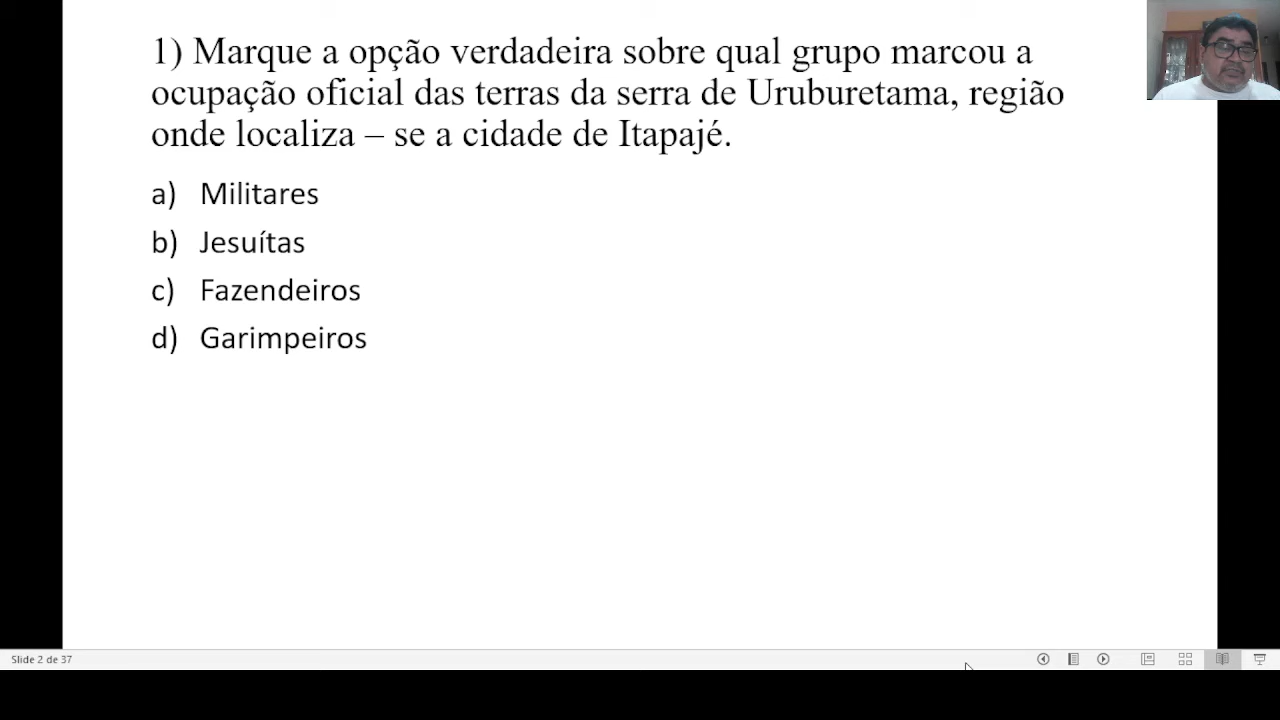 1) Marque a opção verdadeira sobre qual grupo marcou a
ocupação oficial das terras da serra de Uruburetama, região
onde localiza – se a cidade de Itapajé.
a) Militares
b) Jesuítas
c) Fazendeiros
d) Garimpeiros
Slide 2 de 37